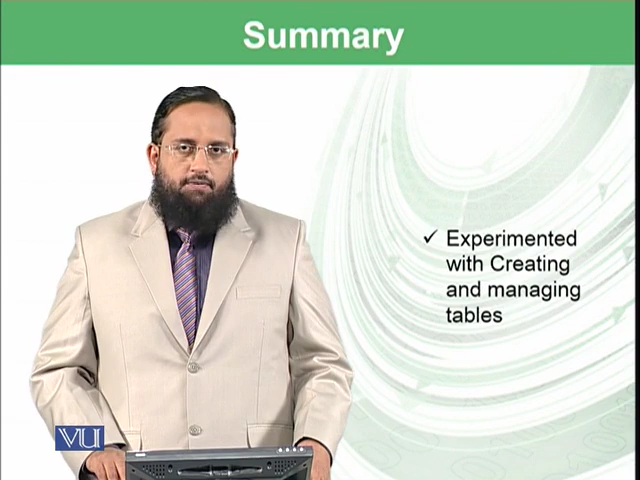 Summary
✓ Experimented
with Creating
and managing
tables
VU